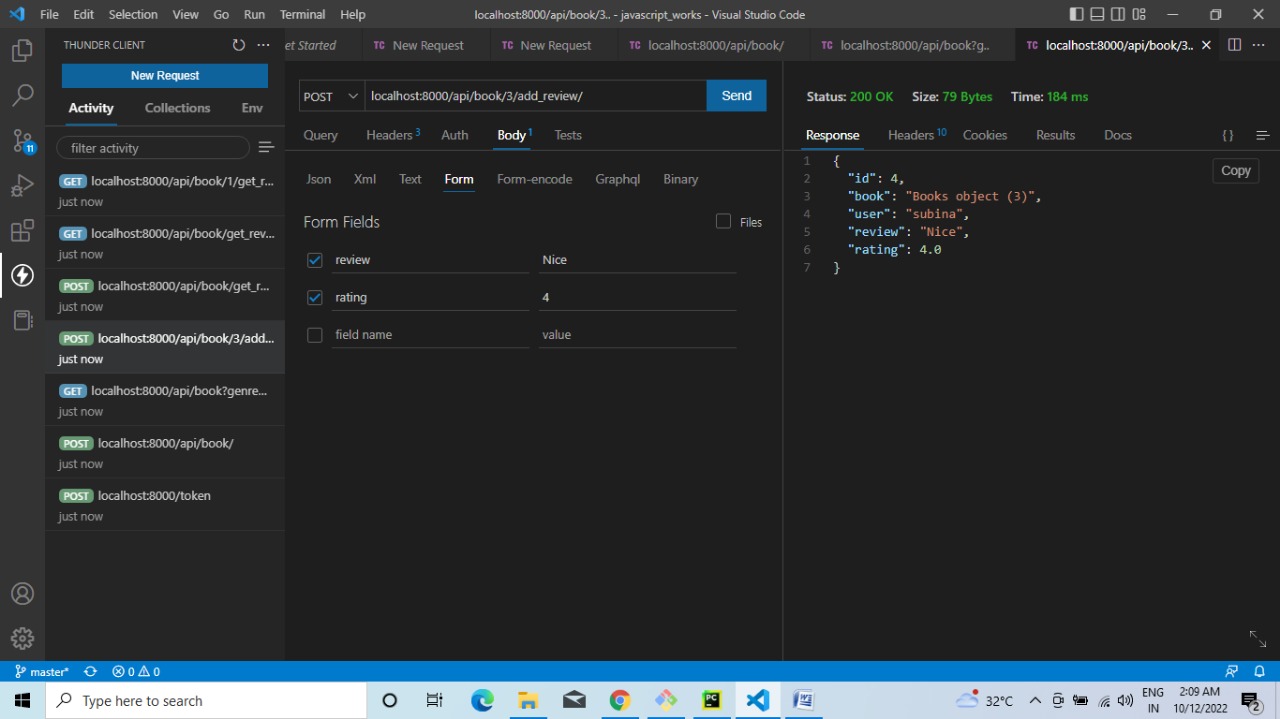 File Edit Selection View Go Run Terminal Help
localhost:8000/api/book/3.. - javascript_works - Visual Studio Code
THUNDER CLIENT
New Request
Activity Collections Env
filter activity
GET localhost:8000/api/book/1/get_r...
just now
GET localhost:8000/api/book/get_rev...
just now
POST localhost:8000/api/book/get_r...
just now
POST localhost:8000/api/book/3/add...
just now
GET localhost:8000/api/book?genre...
just now
POST localhost:8000/api/book/
just now
POST localhost:8000/token
just now
11
et Started TC New Request TC New Request TC localhost:8000/api/book/ TC localhost:8000/api/book?g.. TC localhost:8000/api/book/3..
POST localhost:8000/api/book/3/add_review/ Send
Query Headers 3 Auth Body 1 Tests
Json Xml Text Form Form-encode Graphql Binary
Form Fields Files
review Nice
rating 4
field name value
Status: 200 OK Size: 79 Bytes Time: 184 ms
Response Headers 10 Cookies Results Docs { }
Copy
1 {
2 "id": 4,
3 "book": "Books object (3)",
4 "user": "subina",
5 "review": "Nice",
6 "rating": 4.0
7 }
master* 0 0
Type here to search
PC
W
32°C
ENG
IN
2:09 AM
10/12/2022
2